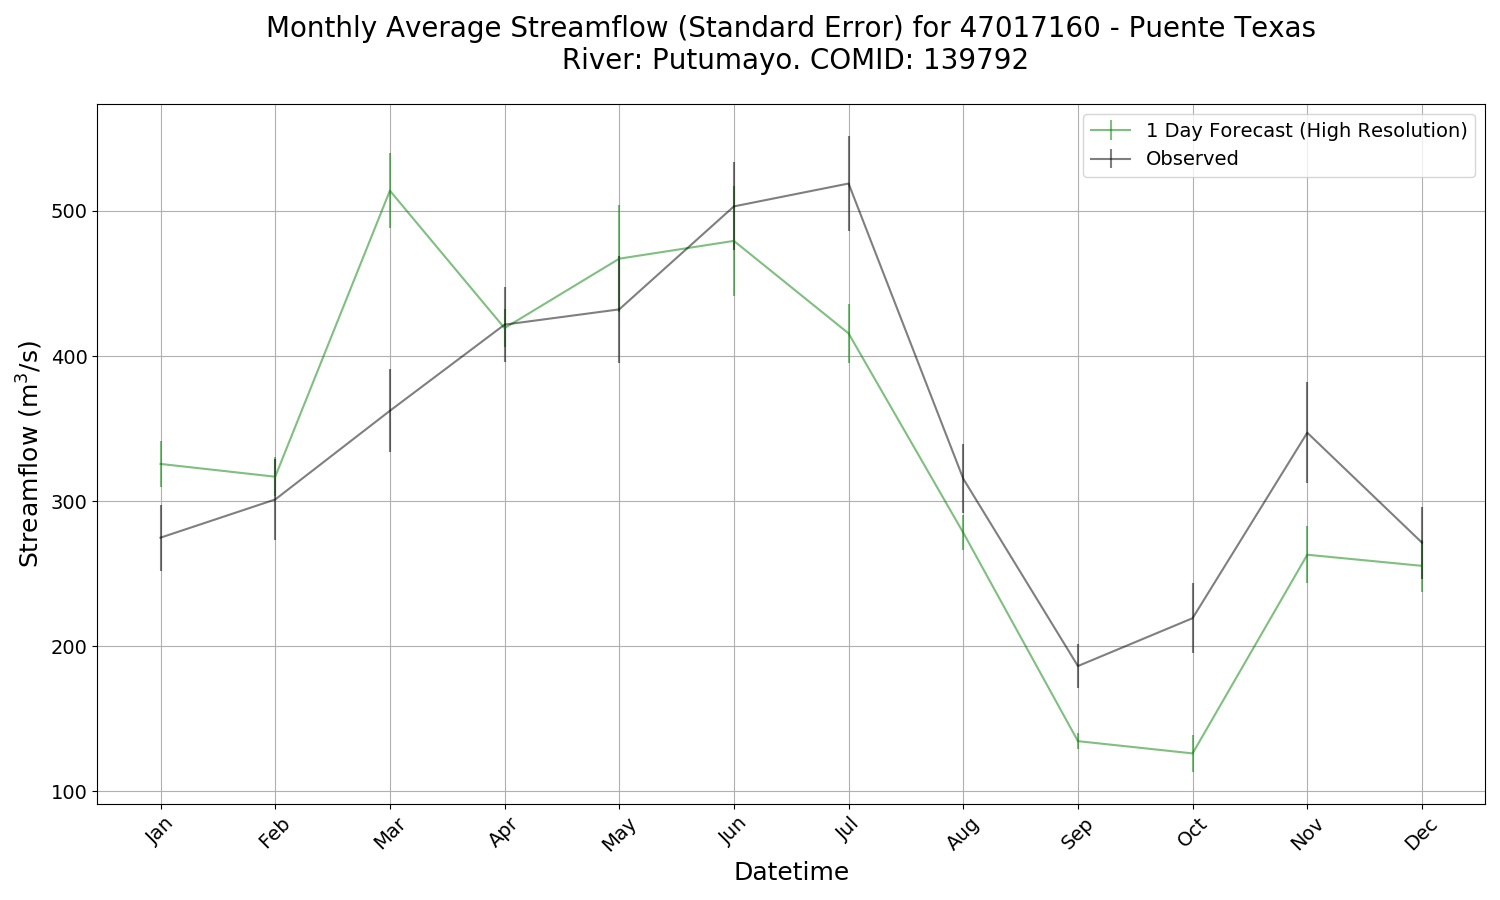 Monthly Average Streamflow (Standard Error) for 47017160 - Puente Texas
River: Putumayo. COMID: 139792
1 Day Forecast (High Resolution)
Observed
500
400
300
200
100
Streamflow (m³/s)
Jan
Feb
Mar
Apr
May
Jun
Jul
Aug
Sep
Oct
Nov
Dec
Datetime